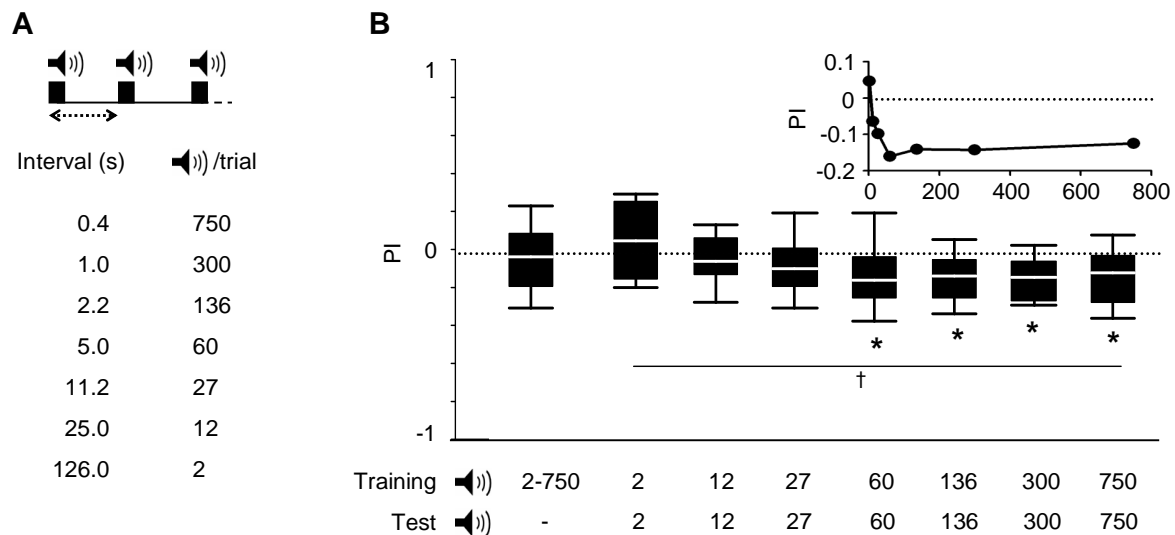 A
Interval (s) /trial
0.4 750
1.0 300
2.2 136
5.0 60
11.2 27
25.0 12
126.0 2
B
1
0
-1
PI
0.1
0
-0.1
-0.2
PI
0 200 400 600 800
* * * *
†
Training 2-750 2 12 27 60 136 300 750
Test - 2 12 27 60 136 300 750